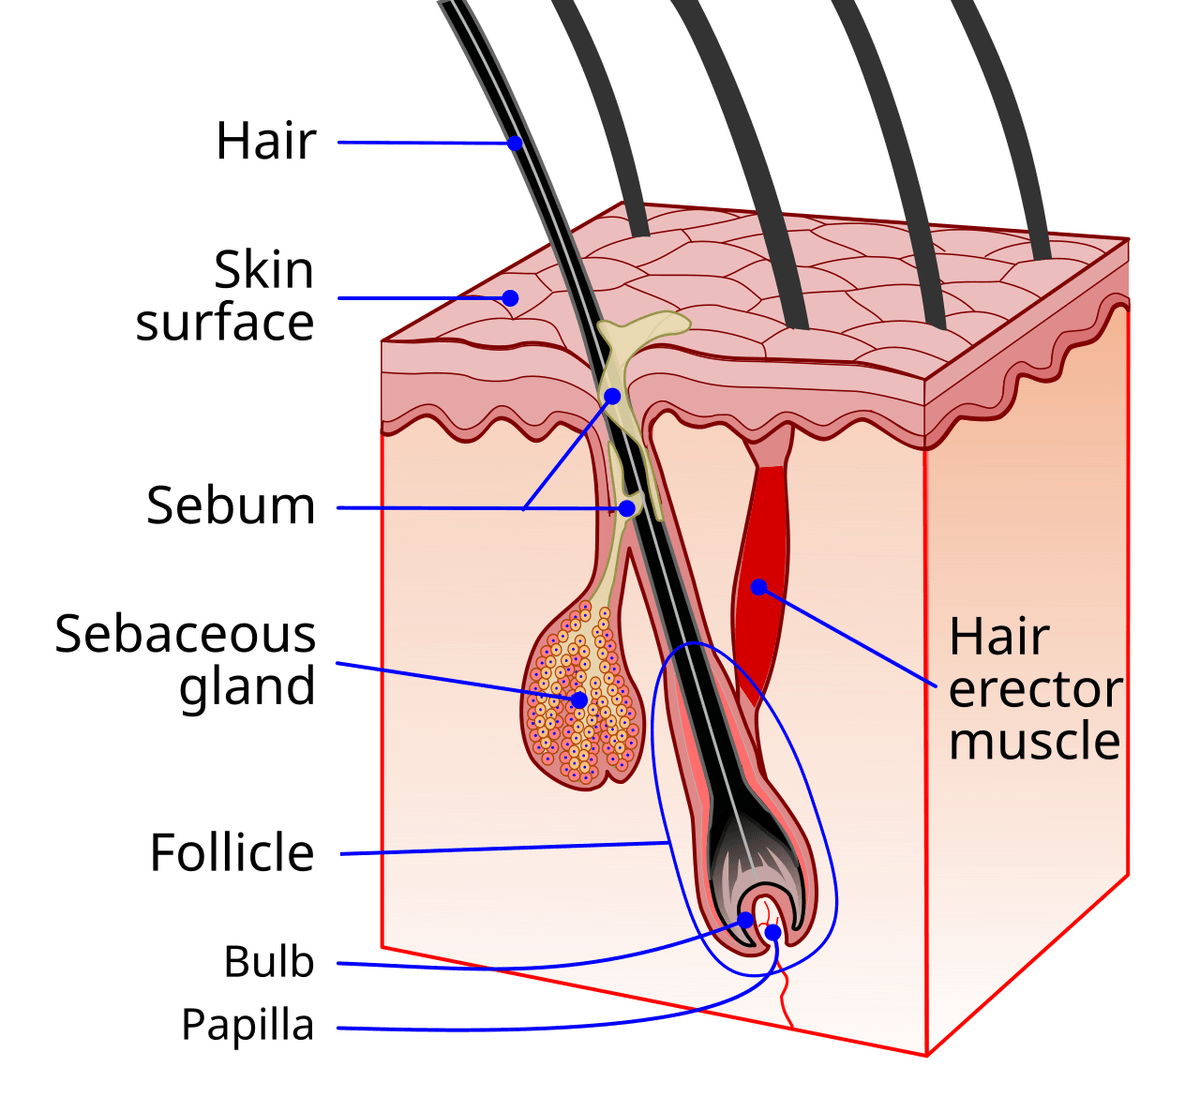 Hair
Skin
surface
Sebum
Sebaceous
gland
Hair
erector
muscle
Follicle
Bulb
Papilla